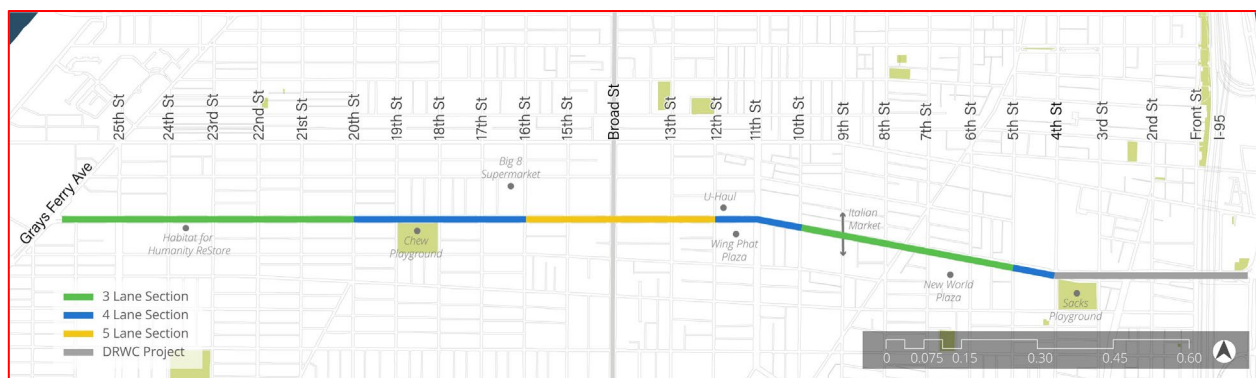 25th St
24th St
23rd St
22nd St
21st St
20th St
19th St
18th St
17th St
16th St
15th St
Broad St
13th St
12th St
11th St
10th St
9th St
8th St
7th St
6th St
5th St
4th St
3rd St
2nd St
Front St
I-95
Grays Ferry Ave
Big 8
Supermarket
U-Haul
Italian
Market
Habitat for
Humanity ReStore
Chew
Playground
Wing Phat
Plaza
New World
Plaza
Sacks
Playground
3 Lane Section
4 Lane Section
5 Lane Section
DRWC Project
0 0.075 0.15 0.30 0.45 0.60